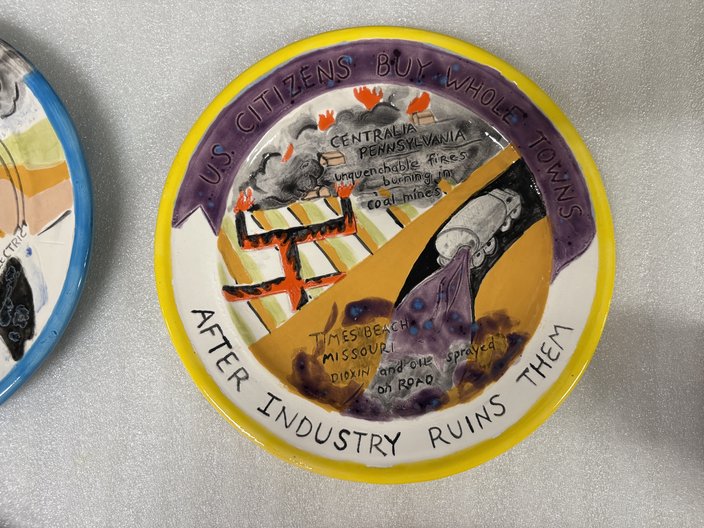 U.S. CITIZENS BUY WHOLE TOWNS
CENTRALIA
PENNSYLVANIA
unquenchable fires
burning in
coal mines
TIMES BEACH
MISSOURI
DIOXIN and OIL sprayed
on ROAD
AFTER INDUSTRY RUINS THEM